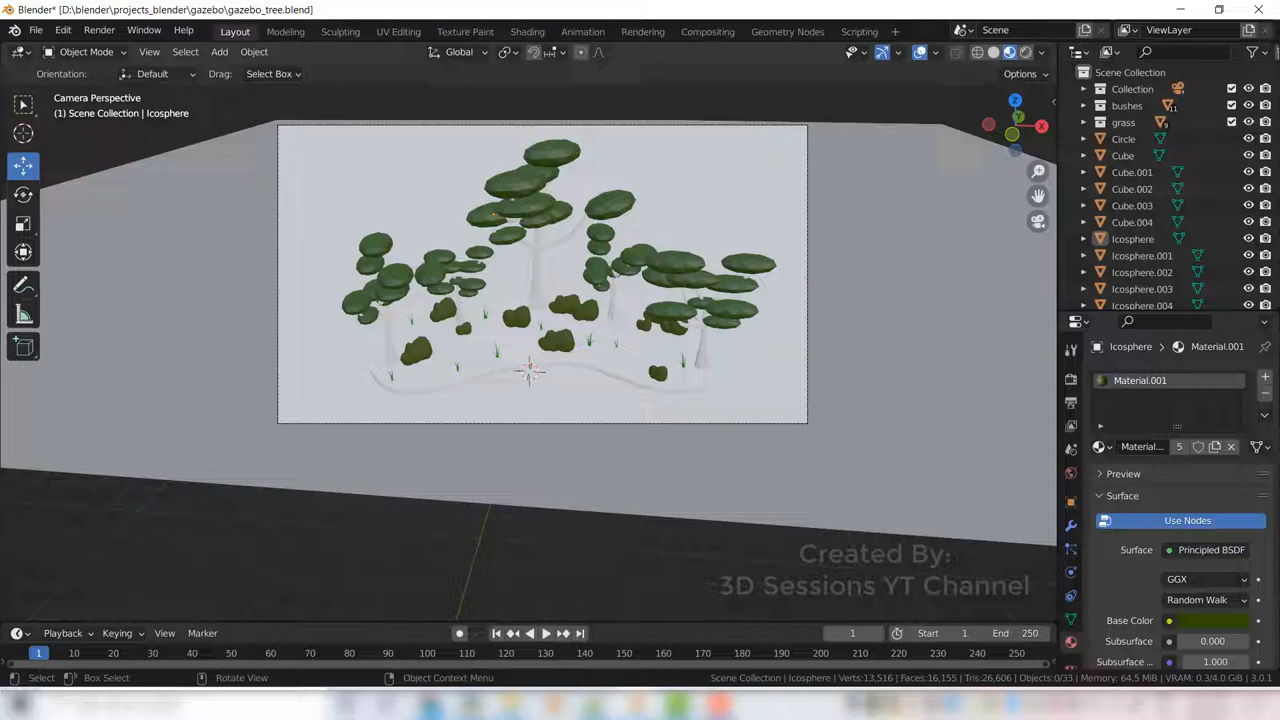 Blender* [D:\blender\projects_blender\gazebo\gazebo_tree.blend]
File Edit Render Window Help Layout Modeling Sculpting UV Editing Texture Paint Shading Animation Rendering Compositing Geometry Nodes Scripting Scene ViewLayer
Object Mode View Select Add Object Global
Orientation: Default Drag: Select Box Options
Camera Perspective
(1) Scene Collection | Icosphere
Z
X
Y
Scene Collection
Collection
bushes 11
grass 9
Circle
Cube
Cube.001
Cube.002
Cube.003
Cube.004
Icosphere
Icosphere.001
Icosphere.002
Icosphere.003
Icosphere.004
Icosphere > Material.001
Material.001
Material... 5
Preview
Surface
Use Nodes
Surface Principled BSDF
GGX
Random Walk
Base Color
Subsurface 0.000
Subsurface ... 1.000
Created By:
3D Sessions YT Channel
Playback Keying View Marker 1 Start 1 End 250
1 10 20 30 40 50 60 70 80 90 100 110 120 130 140 150 160 170 180 190 200 210 220 230 240 250
Select Box Select Rotate View Object Context Menu Scene Collection | Icosphere | Verts:13,516 | Faces:16,155 | Tris:26,606 | Objects:0/33 | Memory: 64.5 MiB | VRAM: 0.3/4.0 GiB | 3.0.1